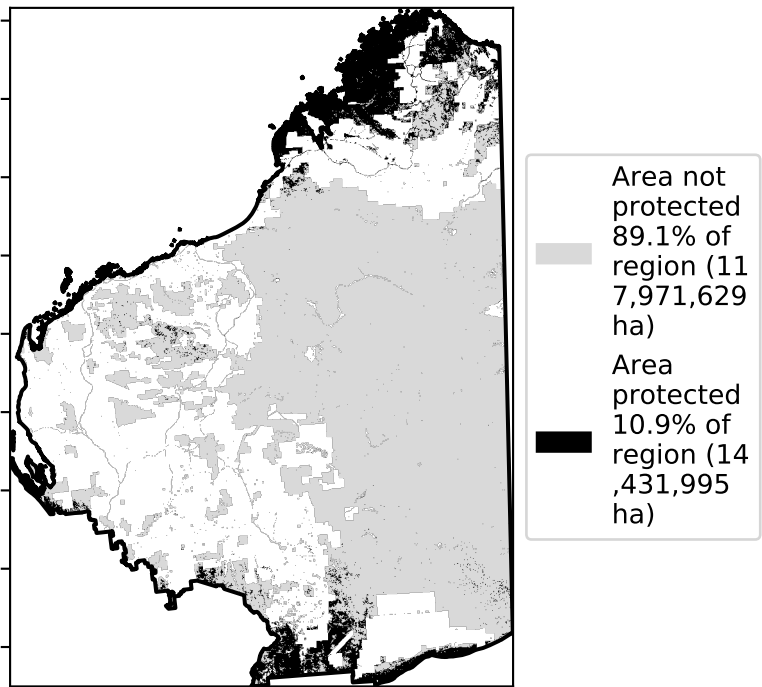 Area not
protected
89.1% of
region (11
7,971,629
ha)
Area
protected
10.9% of
region (14
,431,995
ha)